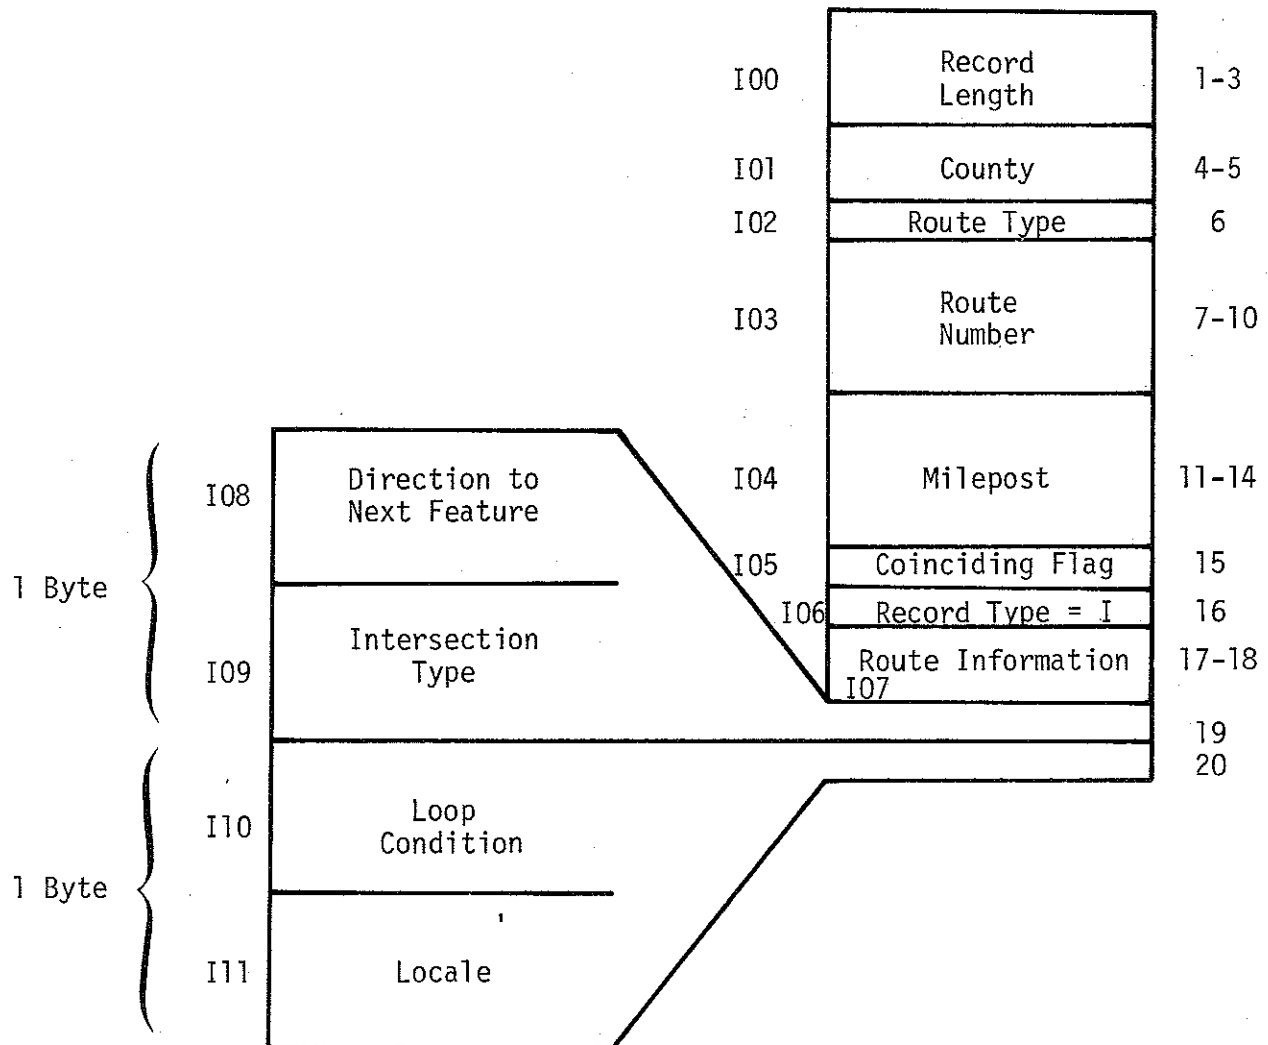 I00 Record 1-3
Length
I01 County 4-5
I02 Route Type 6
I03 Route 7-10
Number
I04 Milepost 11-14
I05 Coinciding Flag 15
I06 Record Type = I 16
Route Information 17-18
I07
19
20
1 Byte
I08 Direction to
Next Feature
I09 Intersection
Type
1 Byte
I10 Loop
Condition
I11 Locale